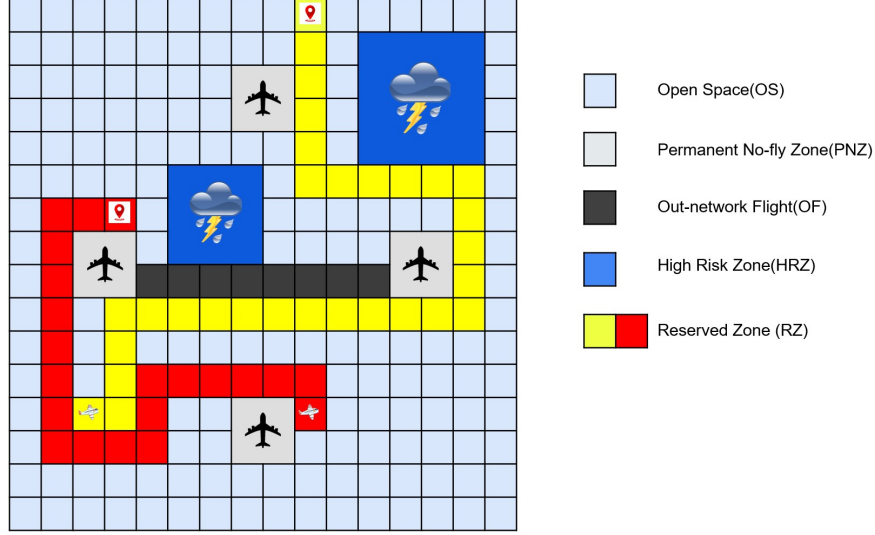 Open Space(OS)
Permanent No-fly Zone(PNZ)
Out-network Flight(OF)
High Risk Zone(HRZ)
Reserved Zone (RZ)